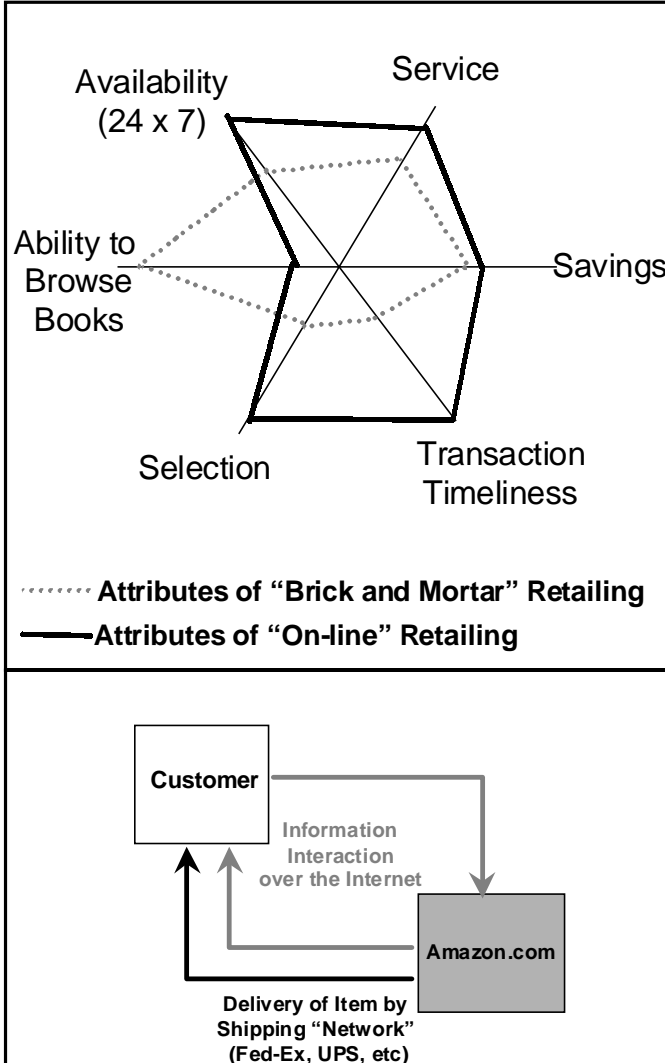 Service
Availability
(24 x 7)
Ability to
Browse
Books
Savings
Selection
Transaction
Timeliness
Attributes of “Brick and Mortar” Retailing
Attributes of “On-line” Retailing
Customer
Information
Interaction
over the Internet
Amazon.com
Delivery of Item by
Shipping “Network”
(Fed-Ex, UPS, etc)